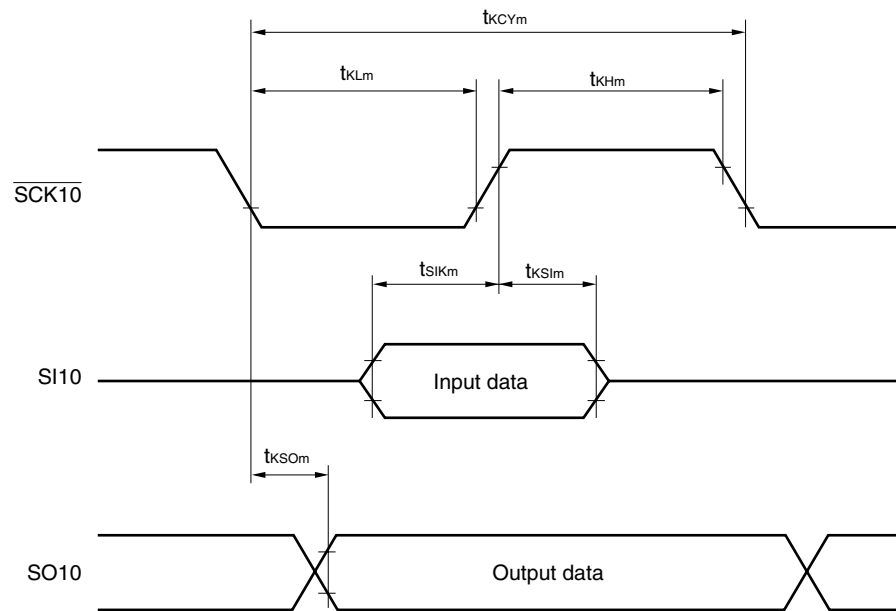 tKCYm
tKLm
tKHm
SCK10
tSIKm
tKSIm
SI10
Input data
tKSOm
SO10
Output data